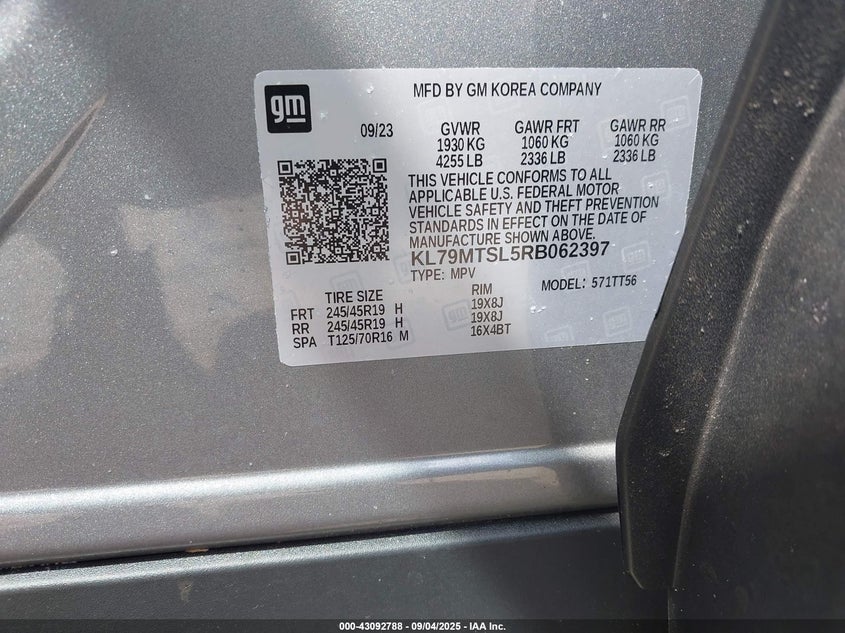 gm
MFD BY GM KOREA COMPANY
09/23 GVWR GAWR FRT GAWR RR
1930 KG 1060 KG 1060 KG
4255 LB 2336 LB 2336 LB
THIS VEHICLE CONFORMS TO ALL
APPLICABLE U.S. FEDERAL MOTOR
VEHICLE SAFETY AND THEFT PREVENTION
STANDARDS IN EFFECT ON THE DATE OF
MANUFACTURE SHOWN ABOVE.
KL79MTSL5RB062397
TYPE: MPV MODEL: 571TT56
TIRE SIZE RIM
FRT 245/45R19 H 19X8J
RR 245/45R19 H 19X8J
SPA T125/70R16 M 16X4BT
000-43092788 - 09/04/2025 - IAA Inc.